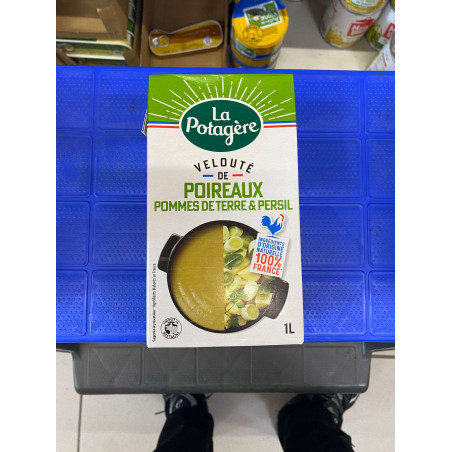 La
Potagère
VELOUTÉ
DE
POIREAUX
POMMES DE TERRE & PERSIL
INGRÉDIENTS
D'ORIGINE
NATURELLE
100%
FRANCE
1L